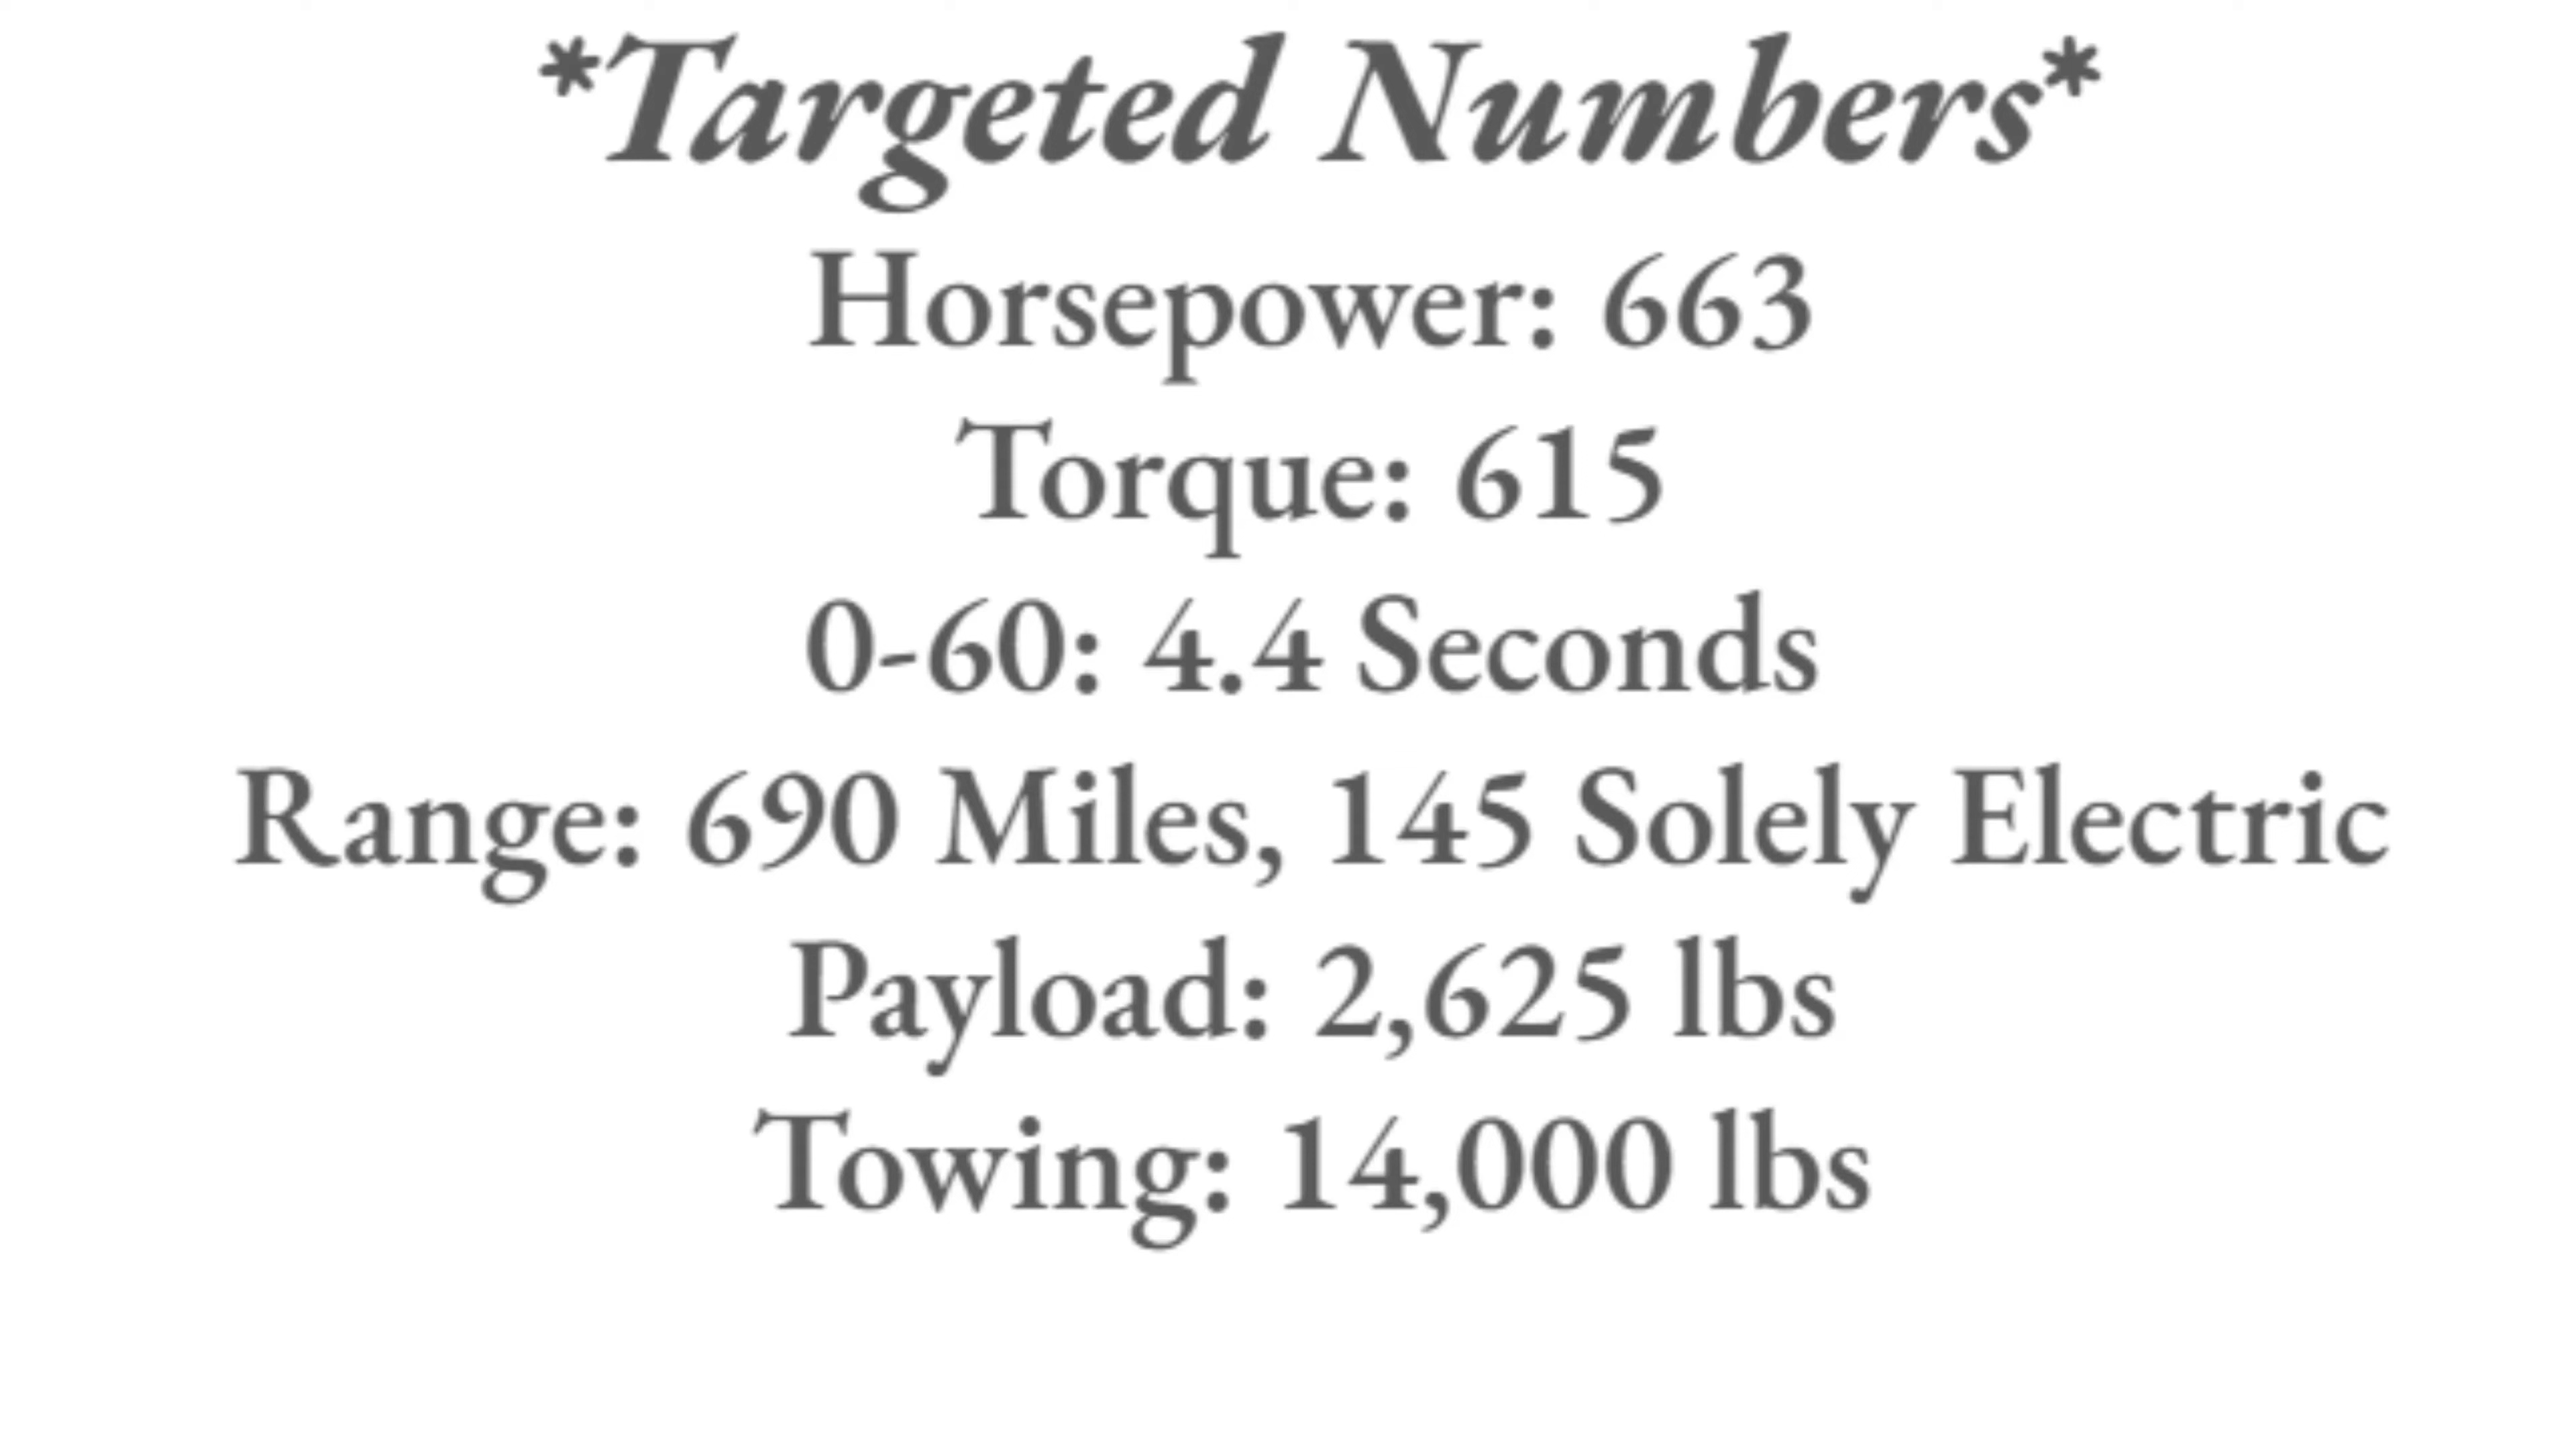 *Targeted Numbers*
Horsepower: 663
Torque: 615
0-60: 4.4 Seconds
Range: 690 Miles, 145 Solely Electric
Payload: 2,625 lbs
Towing: 14,000 lbs